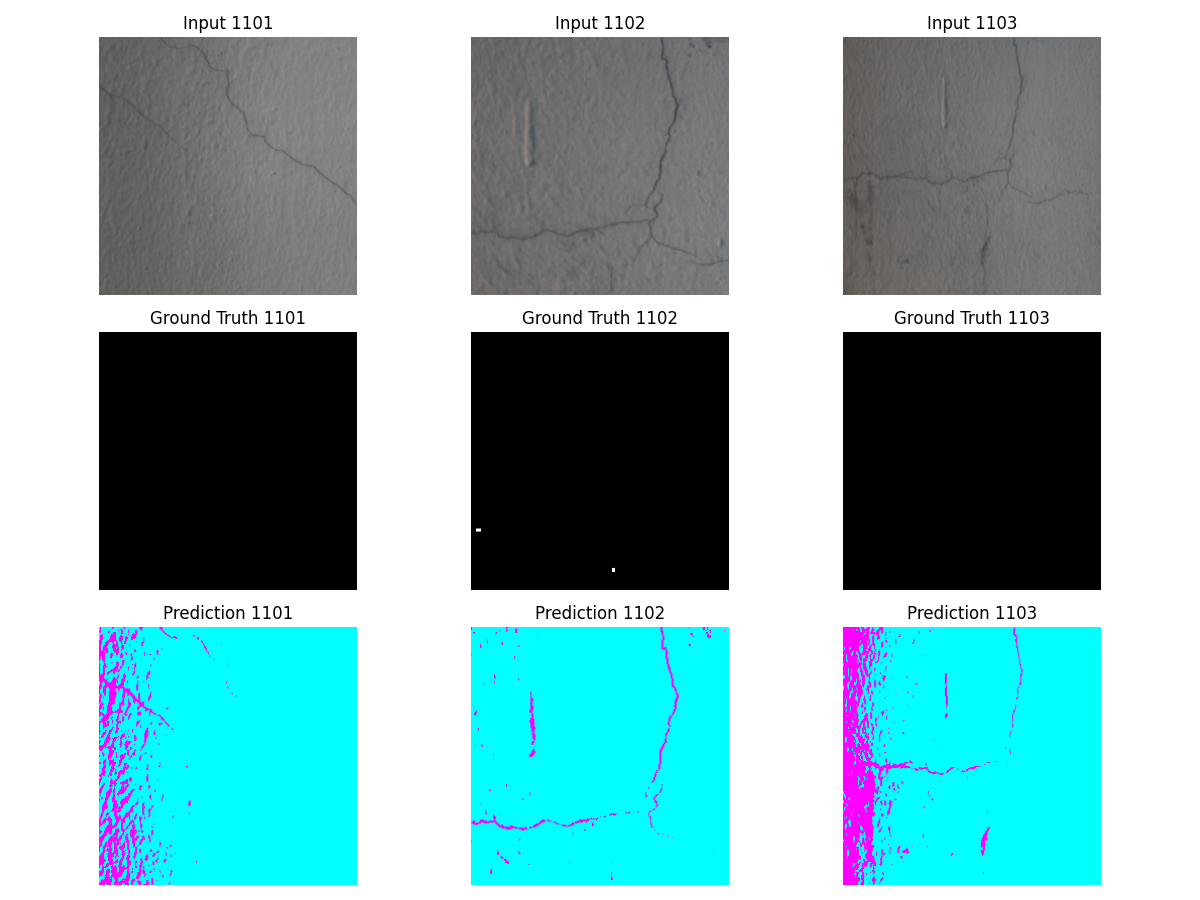 Input 1101
Input 1102
Input 1103
Ground Truth 1101
Ground Truth 1102
Ground Truth 1103
Prediction 1101
Prediction 1102
Prediction 1103